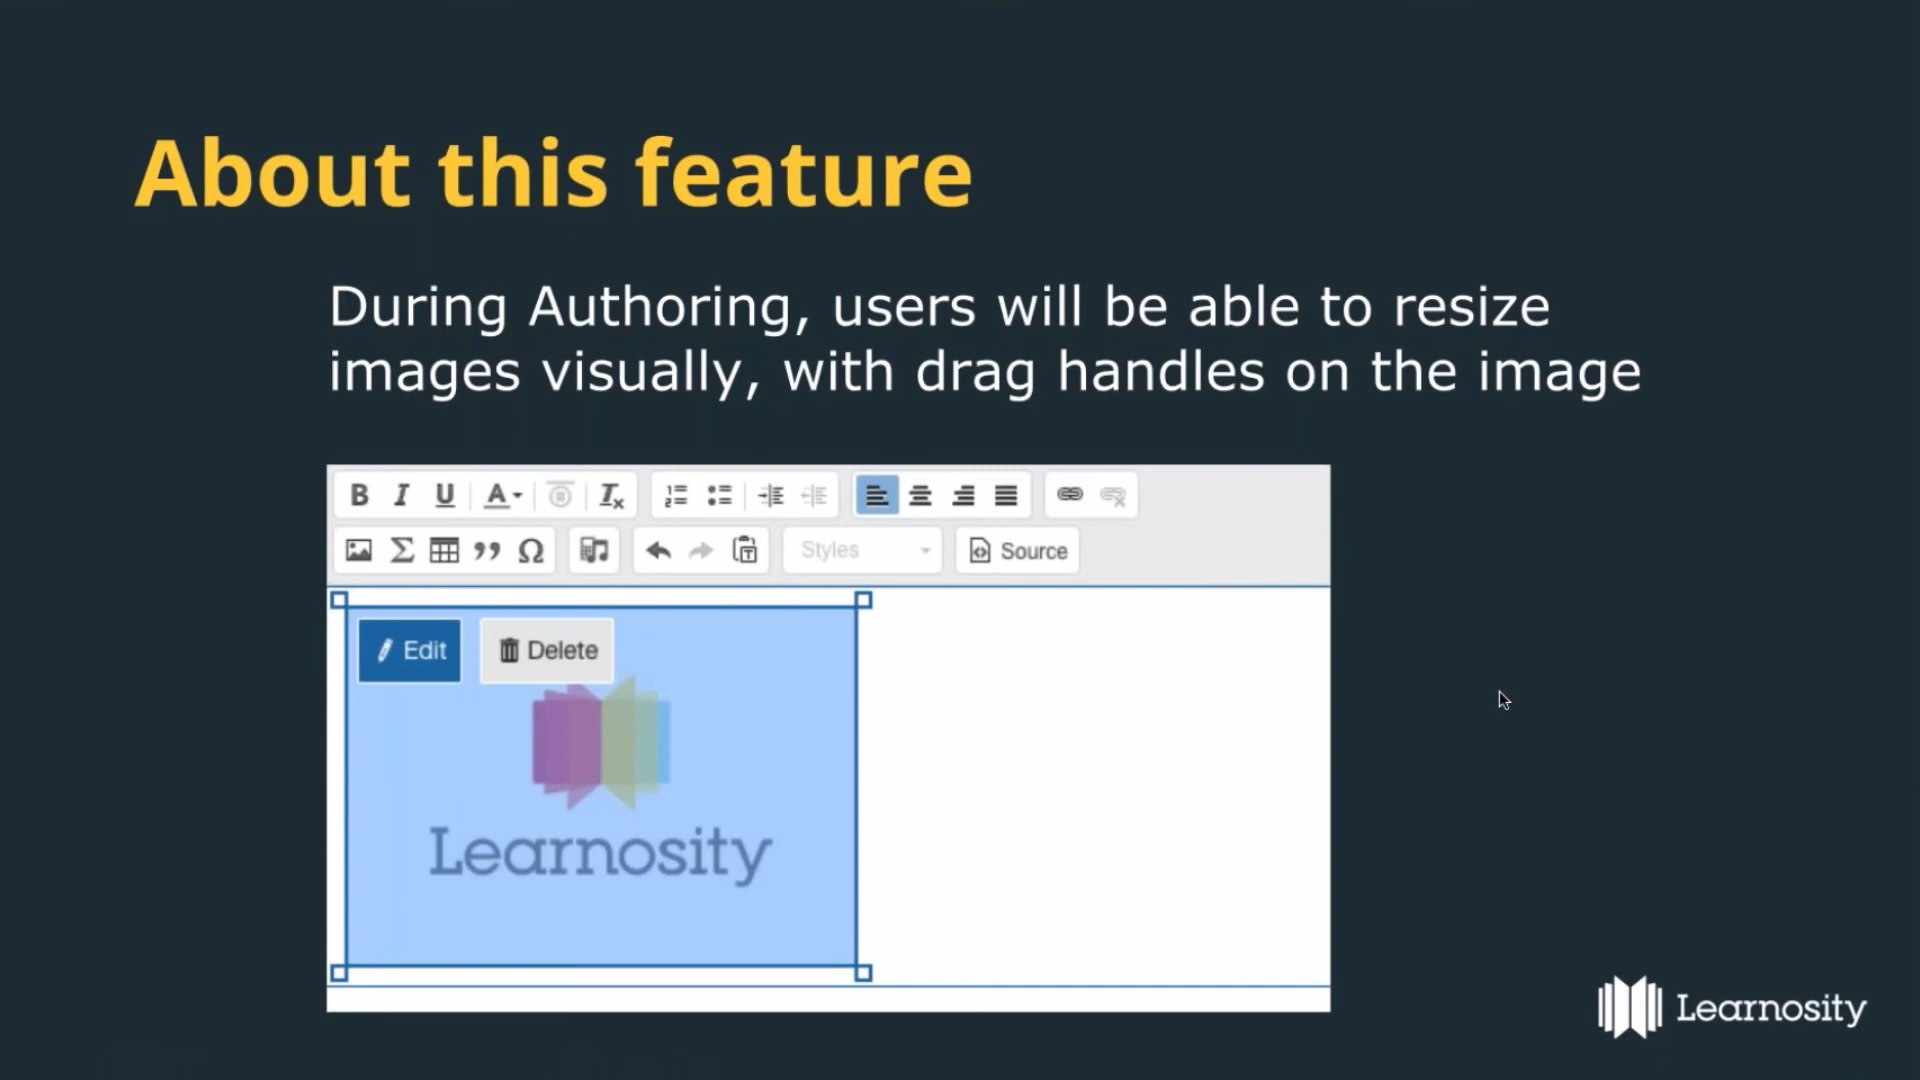 About this feature
During Authoring, users will be able to resize
images visually, with drag handles on the image
B I U A Tx
Σ ” Ω Styles Source
Edit Delete
Learnosity
Learnosity